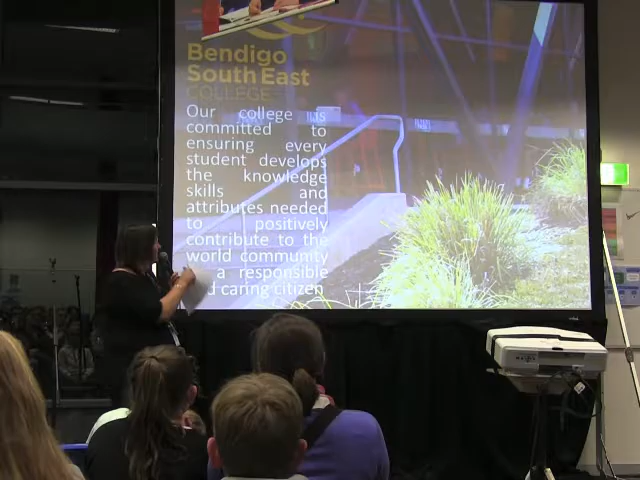 Bendigo
South East
COLLEGE
Our college is
committed to
ensuring every
student develops
the knowledge
skills and
attributes needed
to positively
contribute to the
world community
a responsible
caring citizen